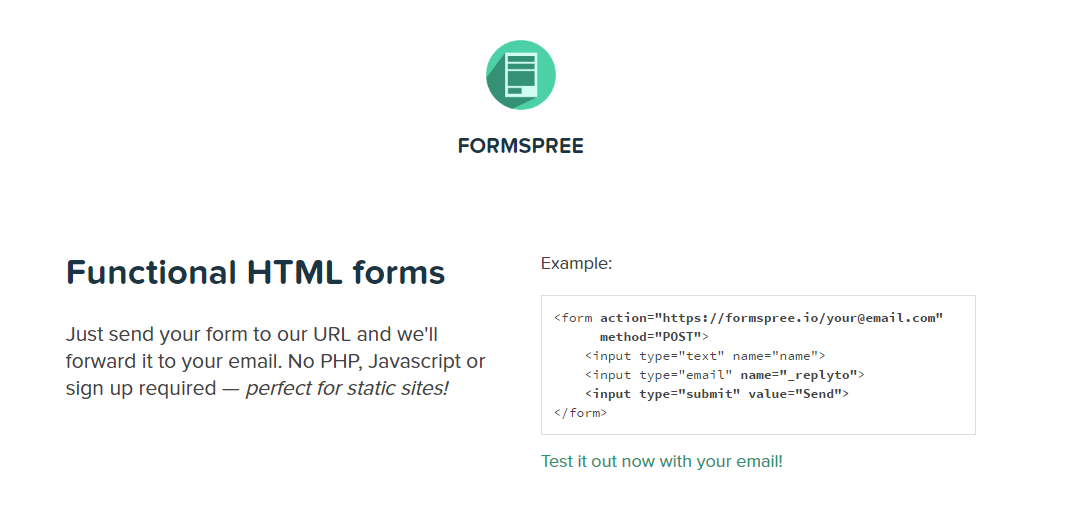 FORMSPREE
Functional HTML forms
Just send your form to our URL and we'll
forward it to your email. No PHP, Javascript or
sign up required — perfect for static sites!
Example:
<form action="https://formspree.io/your@email.com"
      method="POST">
    <input type="text" name="name">
    <input type="email" name="_replyto">
    <input type="submit" value="Send">
</form>
Test it out now with your email!